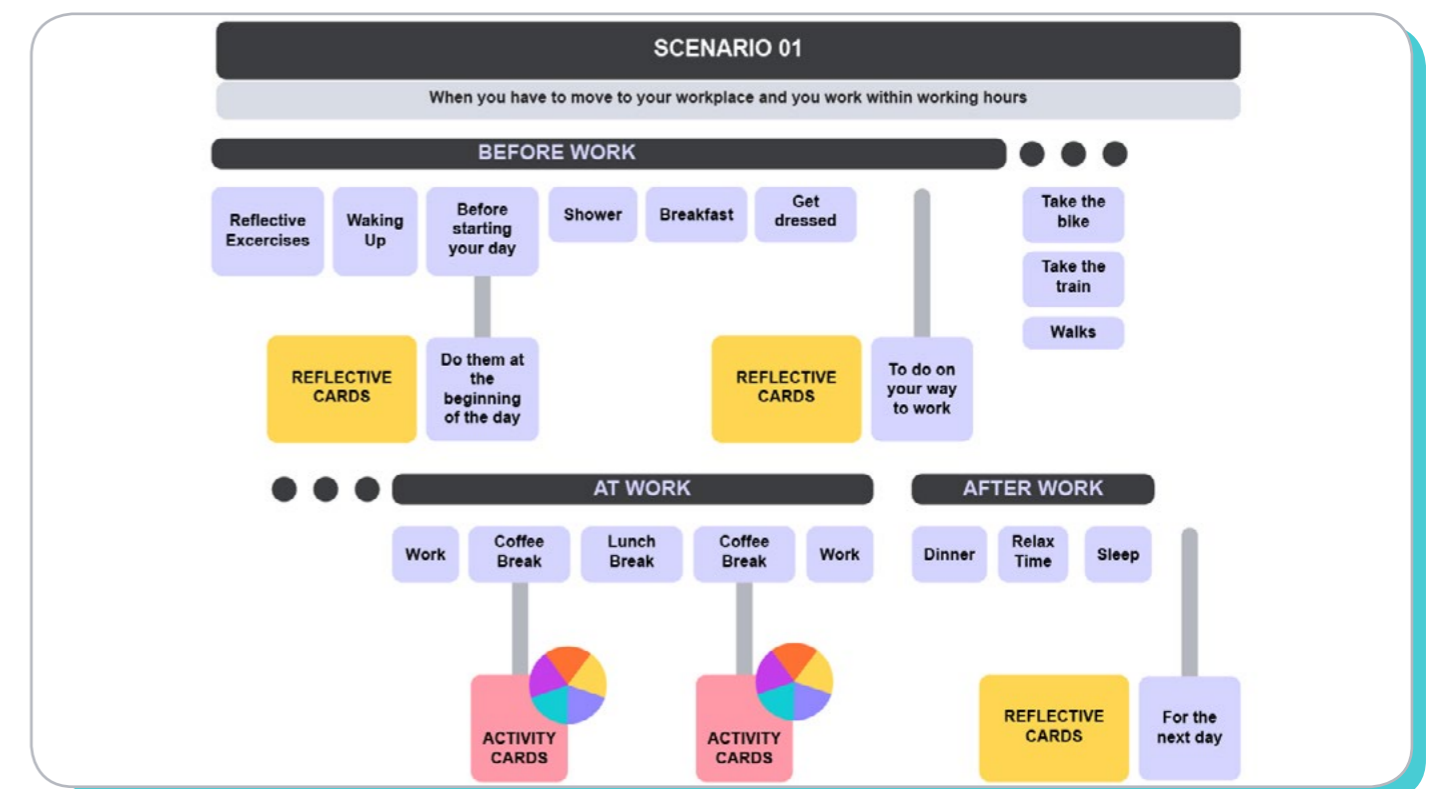 SCENARIO 01
When you have to move to your workplace and you work within working hours
BEFORE WORK
Reflective
Excercises
Waking
Up
Before
starting
your day
Shower
Breakfast
Get
dressed
Take the
bike
Take the
train
Walks
REFLECTIVE
CARDS
Do them at
the
beginning
of the day
REFLECTIVE
CARDS
To do on
your way
to work
AT WORK
AFTER WORK
Work
Coffee
Break
Lunch
Break
Coffee
Break
Work
Dinner
Relax
Time
Sleep
ACTIVITY
CARDS
ACTIVITY
CARDS
REFLECTIVE
CARDS
For the
next day